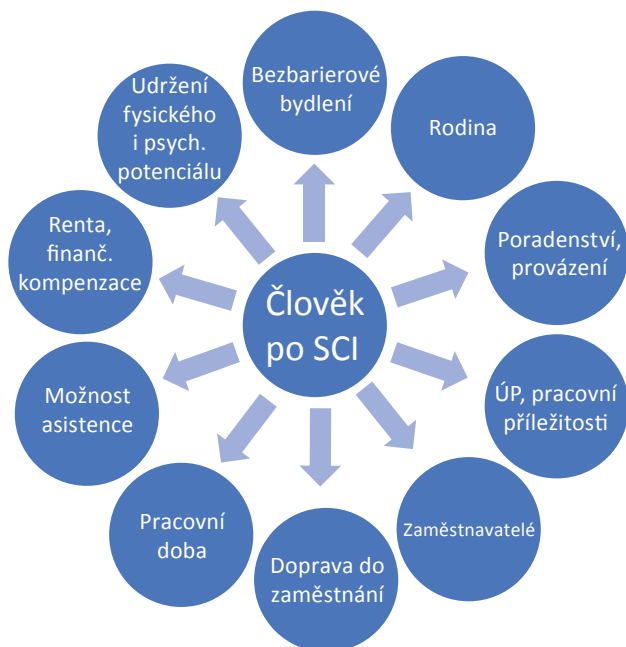 Bezbarierové
bydlení
Rodina
Poradenství,
provázení
ÚP, pracovní
příležitosti
Zaměstnavatelé
Doprava do
zaměstnání
Pracovní
doba
Možnost
asistence
Renta,
finanč.
kompenzace
Udržení
fysického
i psych.
potenciálu
Člověk
po SCI